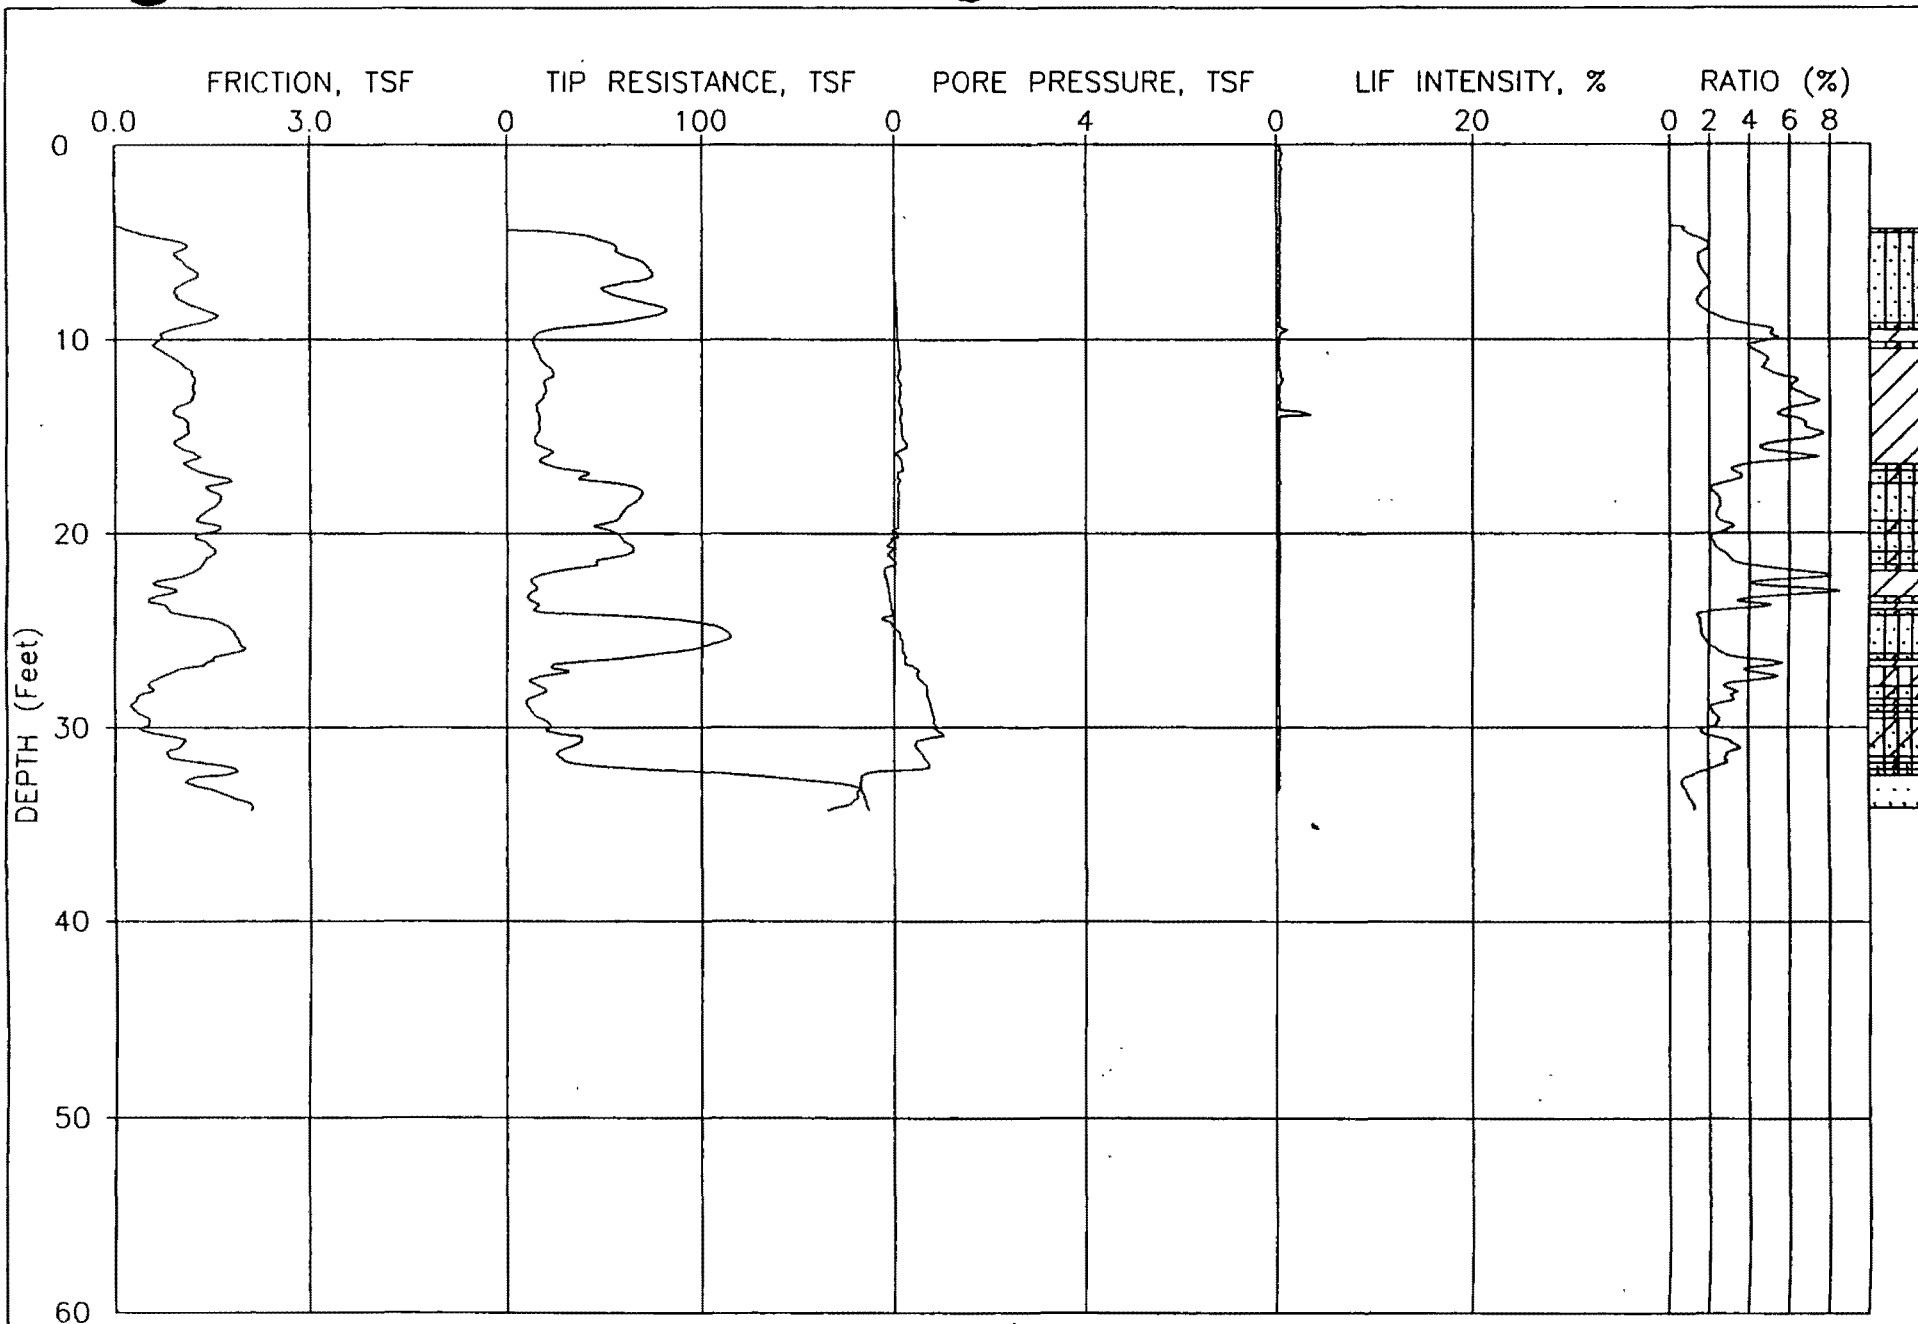 FRICTION, TSF TIP RESISTANCE, TSF PORE PRESSURE, TSF LIF INTENSITY, % RATIO (%)
0.0 3.0 0 100 0 4 0 20 0 2 4 6 8
0
10
20
30
40
50
60
DEPTH (Feet)